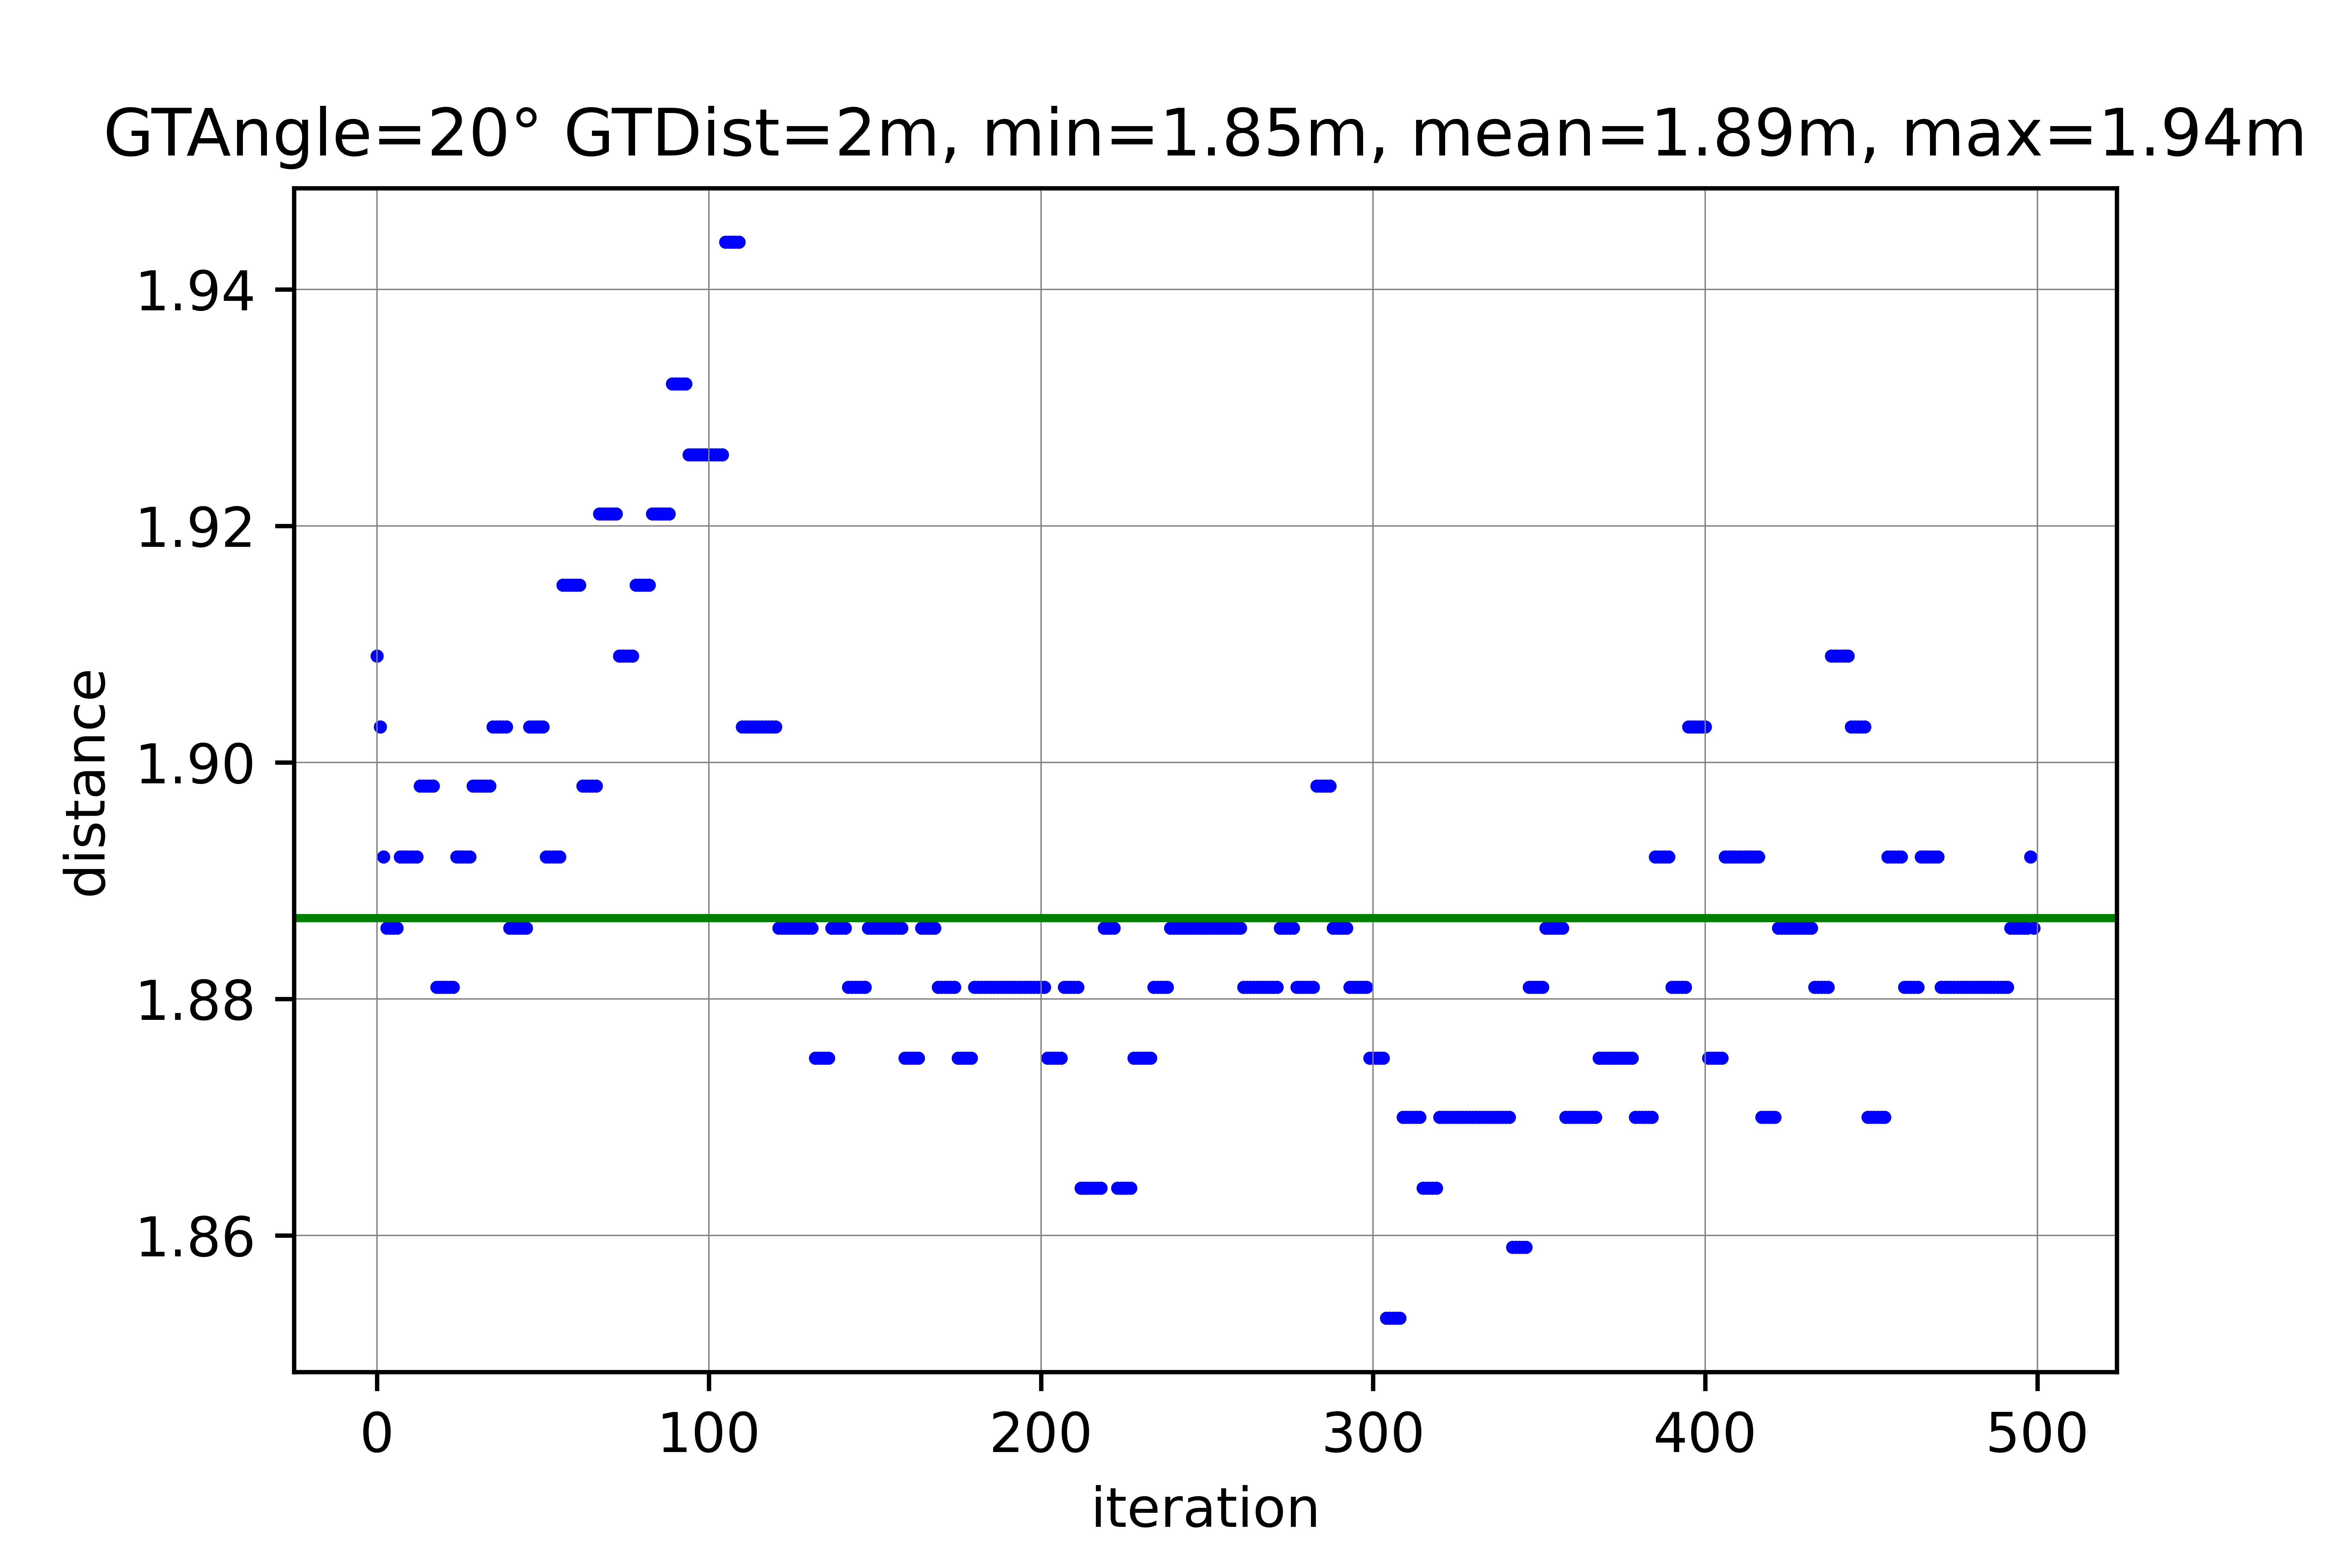 GTAngle=20° GTDist=2m, min=1.85m, mean=1.89m, max=1.94m
1.94
1.92
1.90
1.88
1.86
distance
0 100 200 300 400 500
iteration